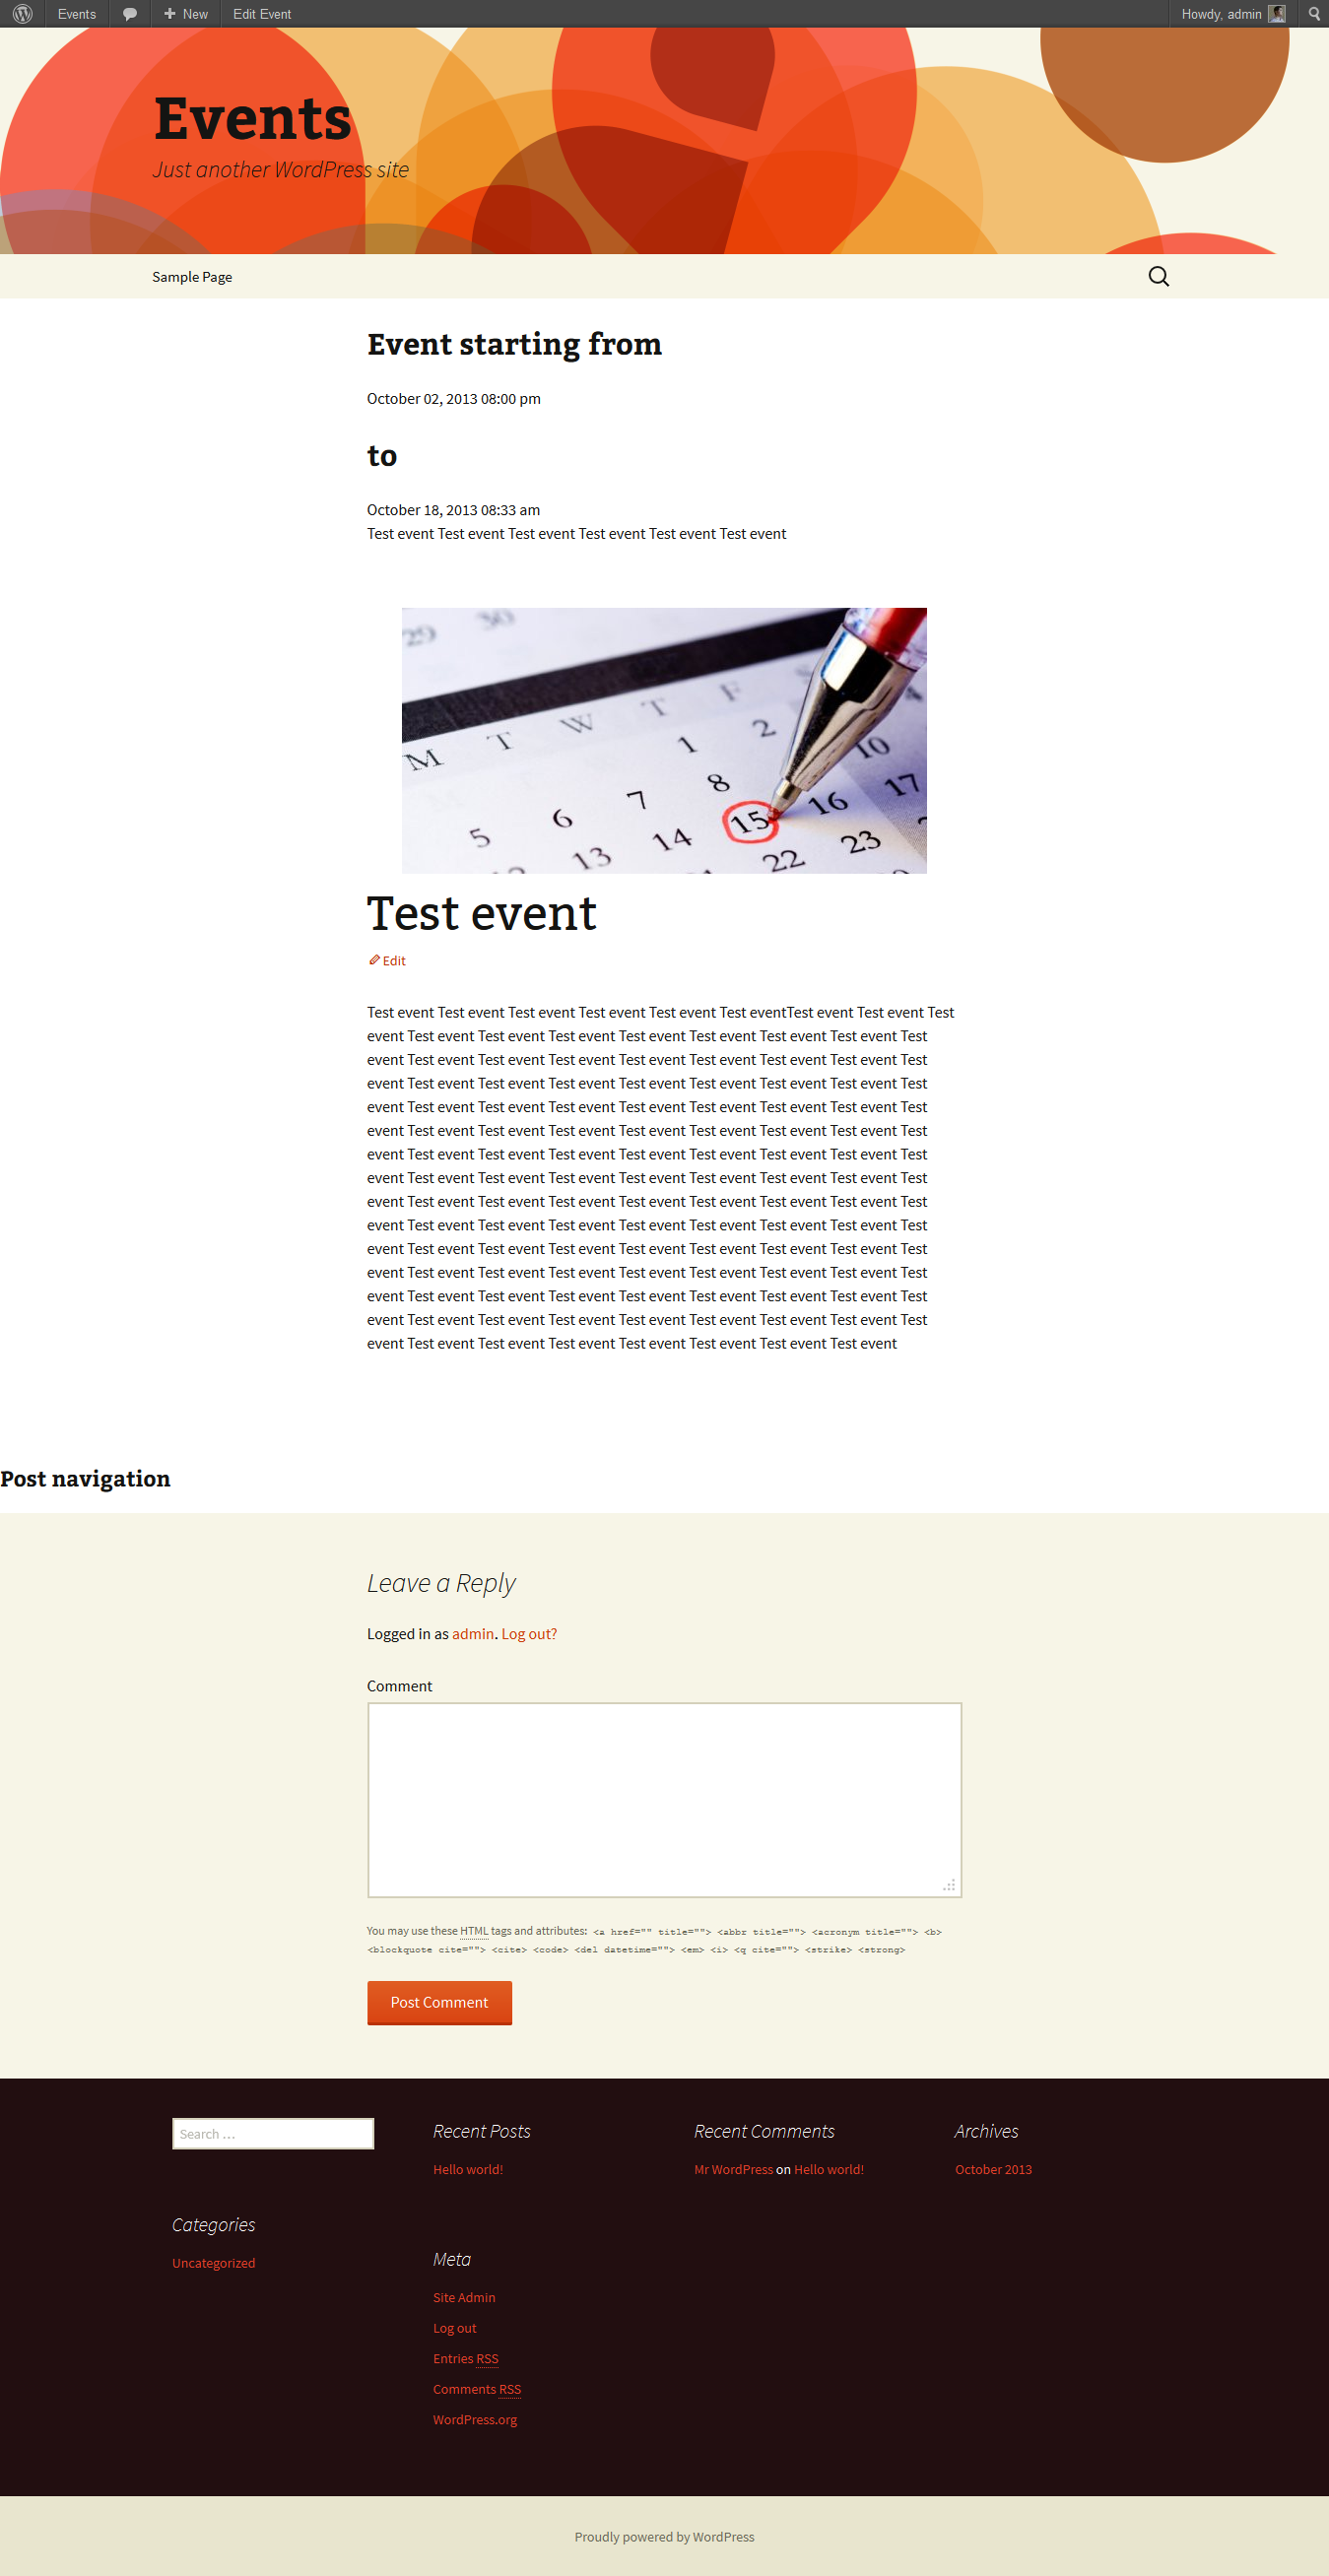 Events
New
Edit Event
Howdy, admin
Events
Just another WordPress site
Sample Page
Event starting from
October 02, 2013 08:00 pm
to
October 18, 2013 08:33 am
Test event Test event Test event Test event Test event Test event
29 30
M T W T F S
1 2
5 6 7 8 10
13 14 15 16 17
22 23
Test event
Edit
Test event Test event Test event Test event Test event Test eventTest event Test event Test
event Test event Test event Test event Test event Test event Test event Test event Test
event Test event Test event Test event Test event Test event Test event Test event Test
event Test event Test event Test event Test event Test event Test event Test event Test
event Test event Test event Test event Test event Test event Test event Test event Test
event Test event Test event Test event Test event Test event Test event Test event Test
event Test event Test event Test event Test event Test event Test event Test event Test
event Test event Test event Test event Test event Test event Test event Test event Test
event Test event Test event Test event Test event Test event Test event Test event Test
event Test event Test event Test event Test event Test event Test event Test event Test
event Test event Test event Test event Test event Test event Test event Test event Test
event Test event Test event Test event Test event Test event Test event Test event Test
event Test event Test event Test event Test event Test event Test event Test event Test
event Test event Test event Test event Test event Test event Test event Test event Test
event Test event Test event Test event Test event Test event Test event Test event
Post navigation
Leave a Reply
Logged in as admin. Log out?
Comment
You may use these HTML tags and attributes: <a href="" title=""> <abbr title=""> <acronym title=""> <b>
<blockquote cite=""> <cite> <code> <del datetime=""> <em> <i> <q cite=""> <strike> <strong>
Post Comment
Search ...
Recent Posts
Hello world!
Recent Comments
Mr WordPress on Hello world!
Archives
October 2013
Categories
Uncategorized
Meta
Site Admin
Log out
Entries RSS
Comments RSS
WordPress.org
Proudly powered by WordPress